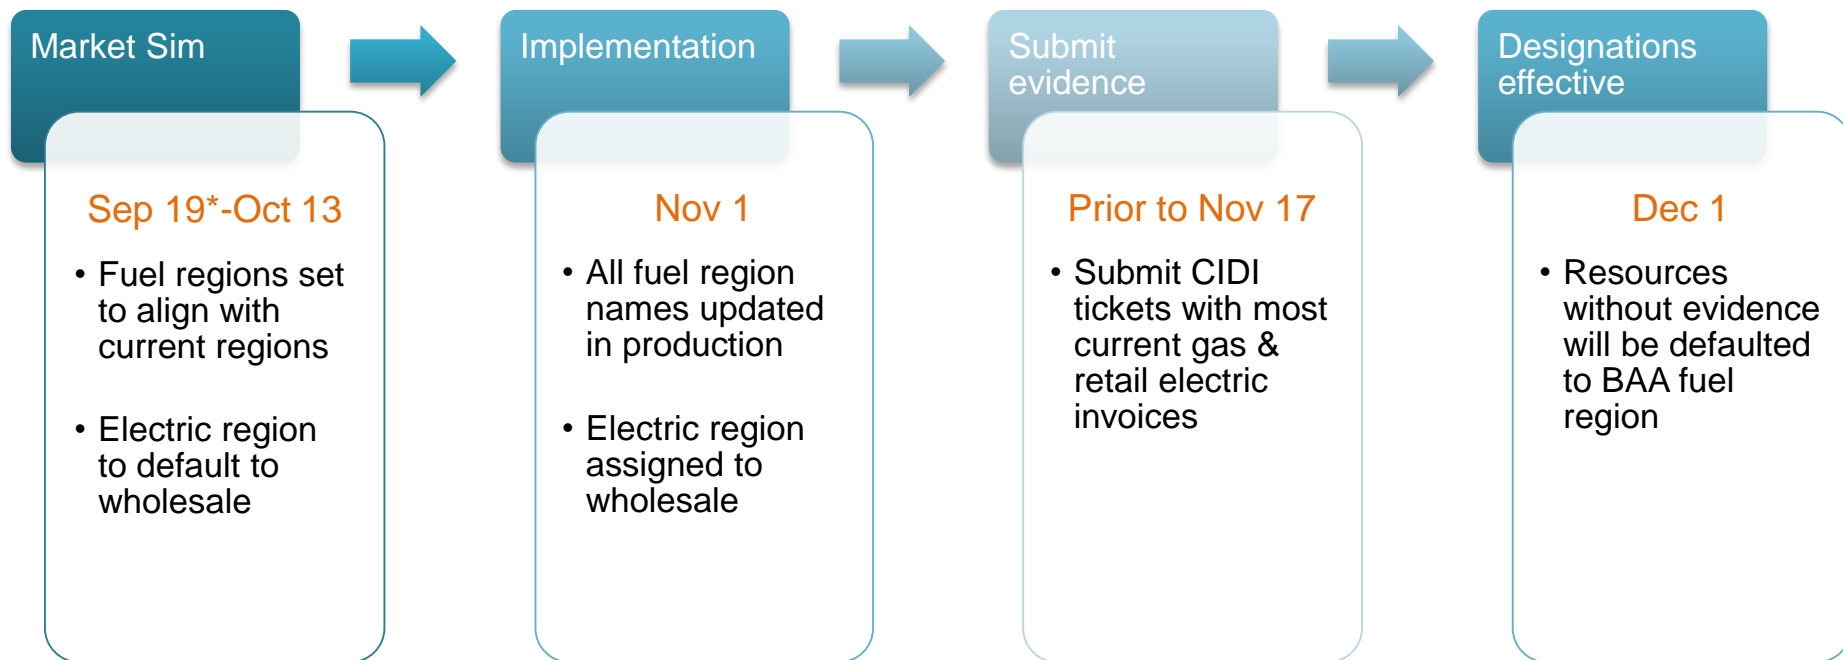 Market Sim
Sep 19*-Oct 13
• Fuel regions set
to align with
current regions
• Electric region
to default to
wholesale
Implementation
Nov 1
• All fuel region
names updated
in production
• Electric region
assigned to
wholesale
Submit
evidence
Prior to Nov 17
• Submit CIDI
tickets with most
current gas &
retail electric
invoices
Designations
effective
Dec 1
• Resources
without evidence
will be defaulted
to BAA fuel
region